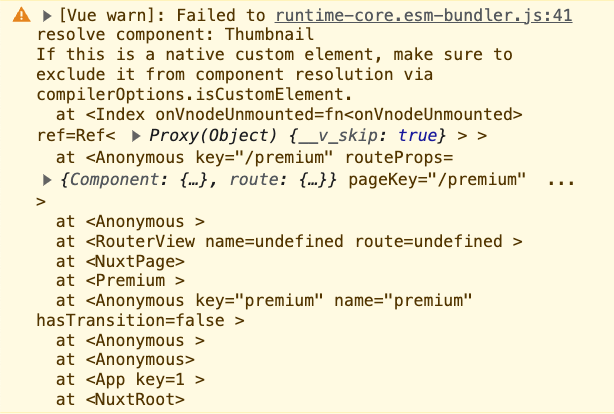 [Vue warn]: Failed to runtime-core.esm-bundler.js:41
resolve component: Thumbnail
If this is a native custom element, make sure to
exclude it from component resolution via
compilerOptions.isCustomElement.
at <Index onVnodeUnmounted=fn<onVnodeUnmounted>
ref=Ref< ▶ Proxy(Object) {__v_skip: true} > >
at <Anonymous key="/premium" routeProps=
▶ {Component: {…}, route: {…}} pageKey="/premium" ...
>
at <Anonymous >
at <RouterView name=undefined route=undefined >
at <NuxtPage>
at <Premium >
at <Anonymous key="premium" name="premium"
hasTransition=false >
at <Anonymous >
at <Anonymous>
at <App key=1 >
at <NuxtRoot>